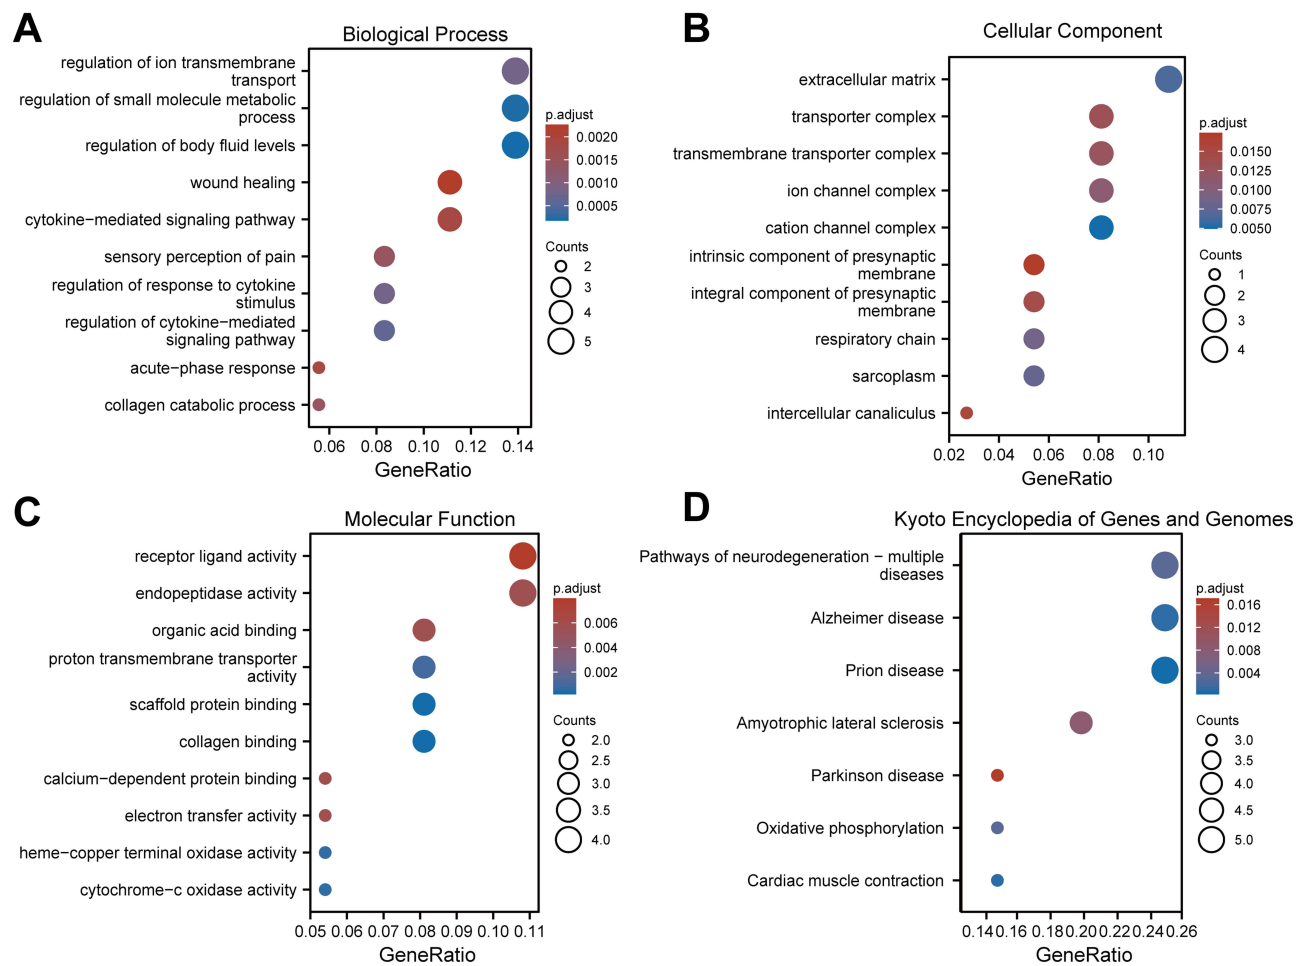 A
Biological Process
regulation of ion transmembrane
transport
regulation of small molecule metabolic
process
regulation of body fluid levels
wound healing
cytokine−mediated signaling pathway
sensory perception of pain
regulation of response to cytokine
stimulus
regulation of cytokine−mediated
signaling pathway
acute−phase response
collagen catabolic process
0.06 0.08 0.10 0.12 0.14
GeneRatio
p.adjust
0.0020
0.0015
0.0010
0.0005
Counts
2
3
4
5
B
Cellular Component
extracellular matrix
transporter complex
transmembrane transporter complex
ion channel complex
cation channel complex
intrinsic component of presynaptic
membrane
integral component of presynaptic
membrane
respiratory chain
sarcoplasm
intercellular canaliculus
0.02 0.04 0.06 0.08 0.10
GeneRatio
p.adjust
0.0150
0.0125
0.0100
0.0075
0.0050
Counts
1
2
3
4
C
Molecular Function
receptor ligand activity
endopeptidase activity
organic acid binding
proton transmembrane transporter
activity
scaffold protein binding
collagen binding
calcium−dependent protein binding
electron transfer activity
heme−copper terminal oxidase activity
cytochrome−c oxidase activity
0.05 0.06 0.07 0.08 0.09 0.10 0.11
GeneRatio
p.adjust
0.006
0.004
0.002
Counts
2.0
2.5
3.0
3.5
4.0
D
Kyoto Encyclopedia of Genes and Genomes
Pathways of neurodegeneration − multiple
diseases
Alzheimer disease
Prion disease
Amyotrophic lateral sclerosis
Parkinson disease
Oxidative phosphorylation
Cardiac muscle contraction
0.14 0.16 0.18 0.20 0.22 0.24 0.26
GeneRatio
p.adjust
0.016
0.012
0.008
0.004
Counts
3.0
3.5
4.0
4.5
5.0